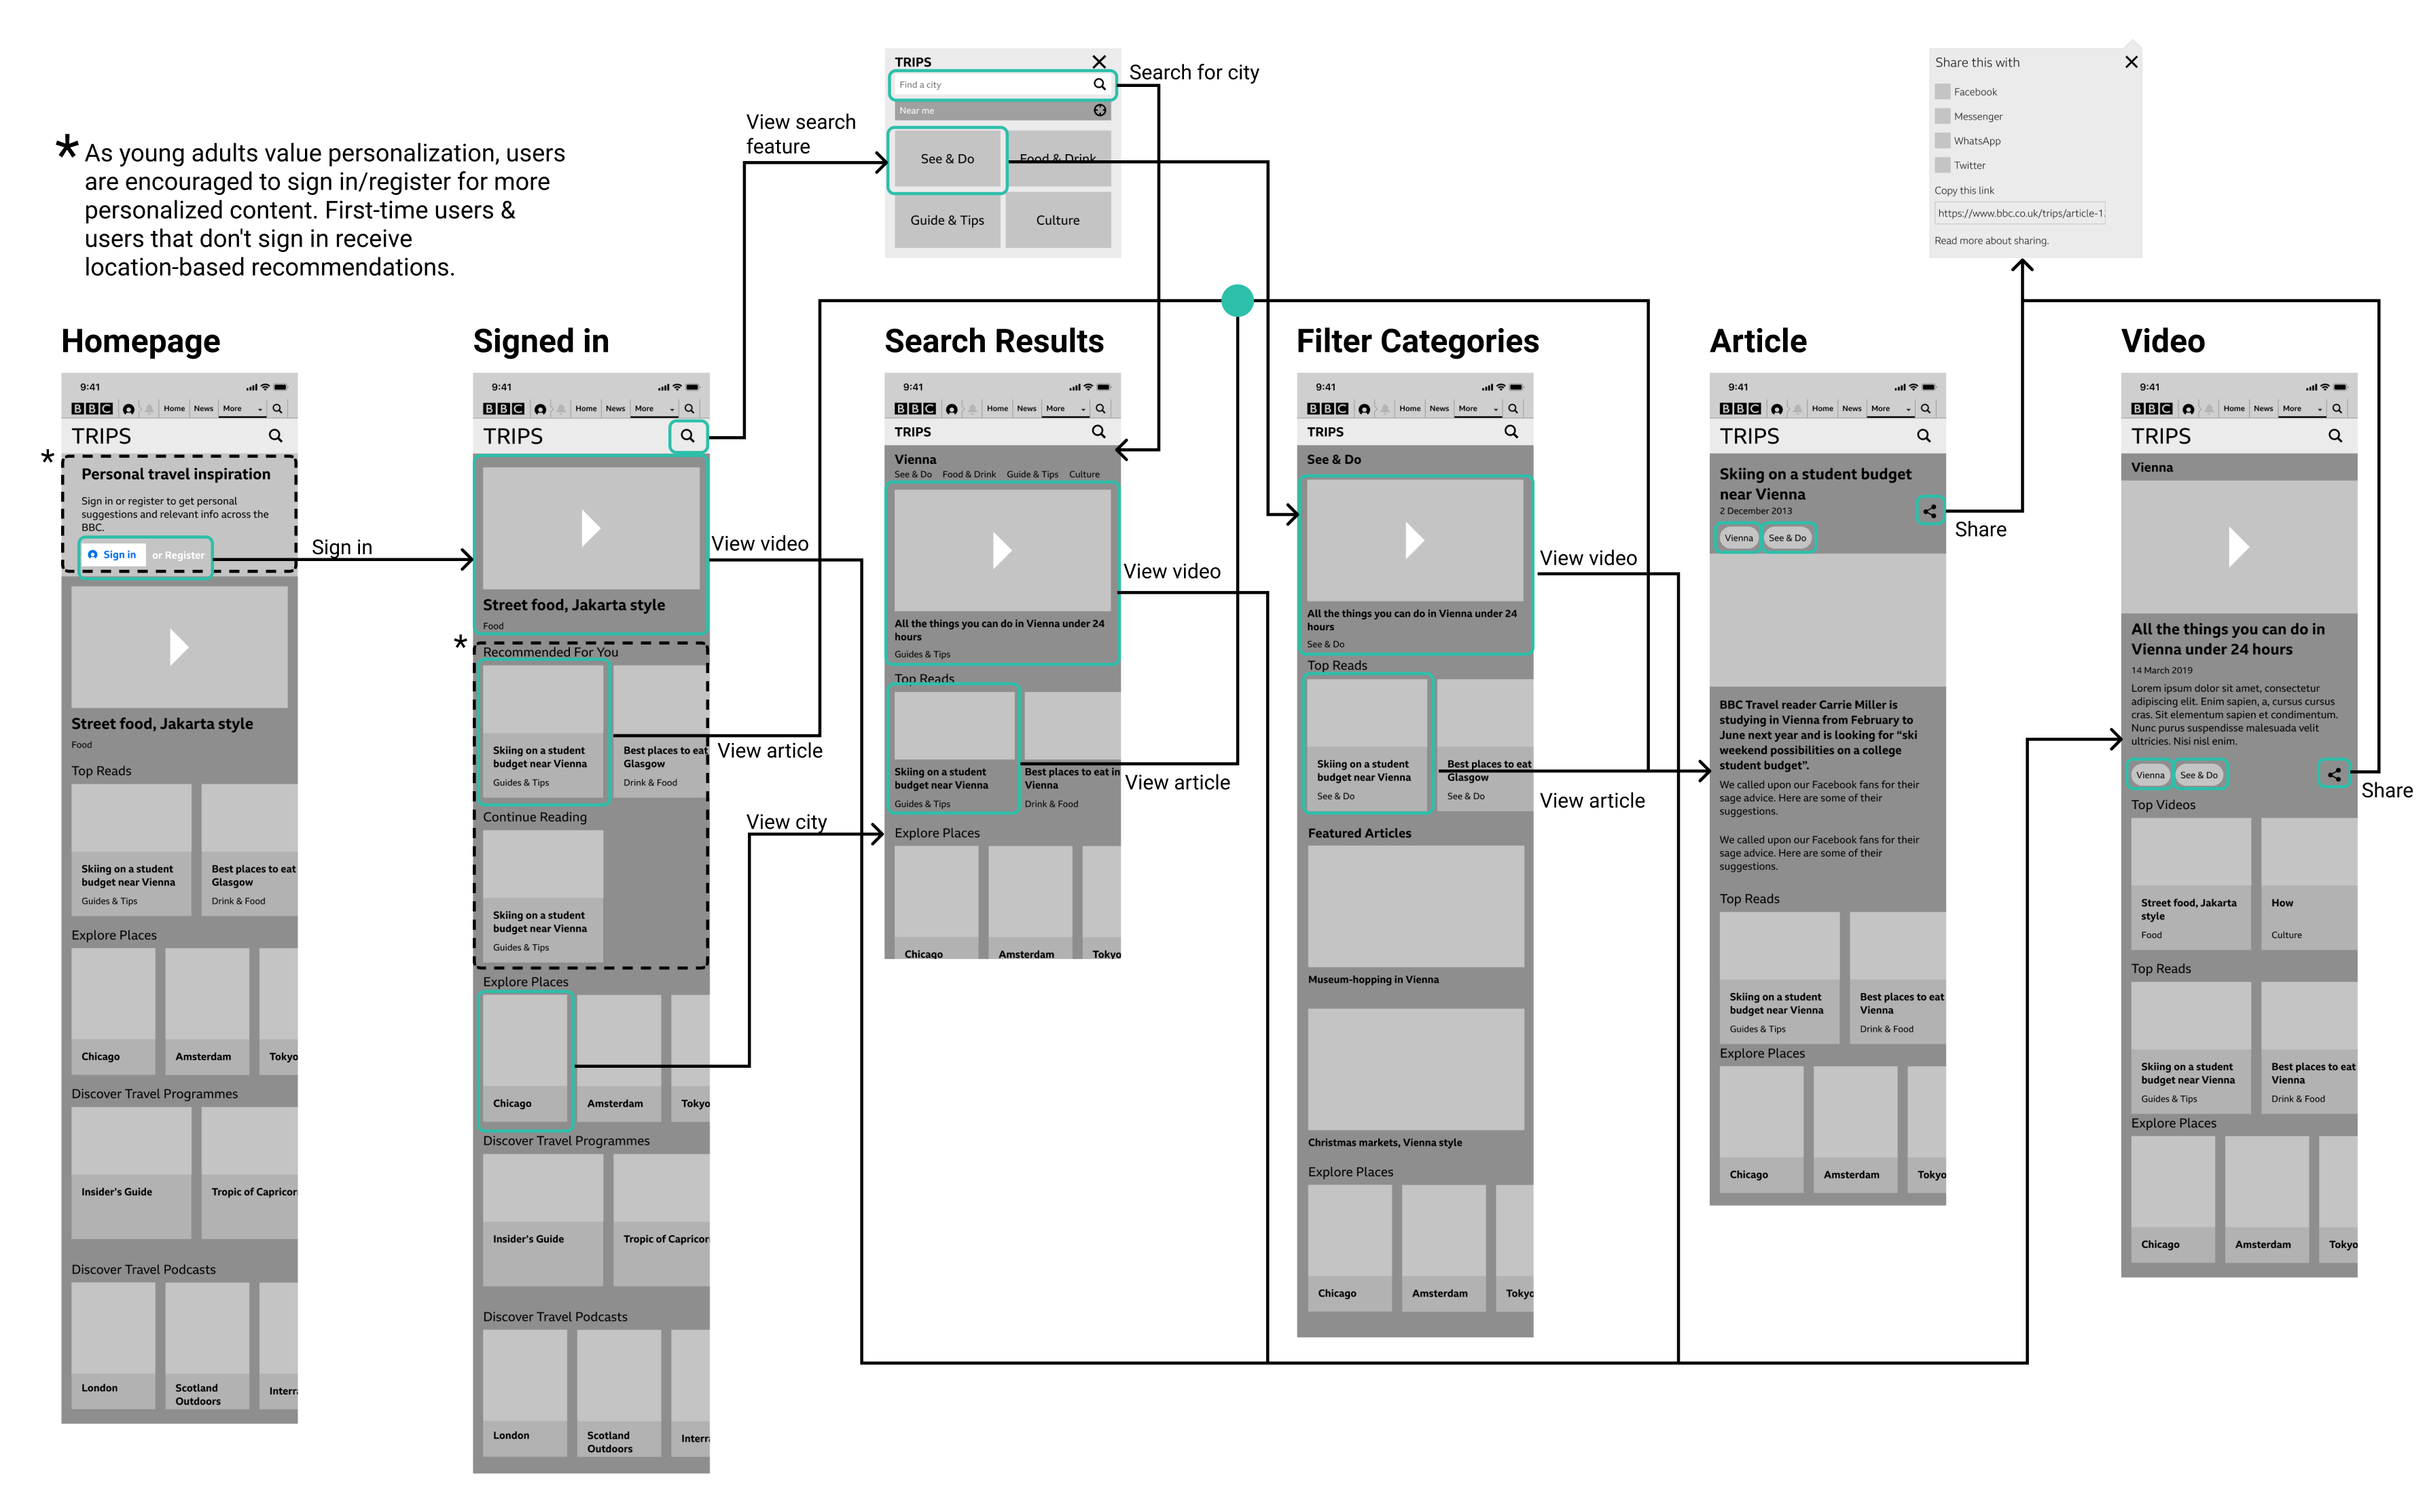 * As young adults value personalization, users
are encouraged to sign in/register for more
personalized content. First-time users &
users that don't sign in receive
location-based recommendations.
TRIPS
Find a city
Near me
See & Do
Food & Drink
Guide & Tips
Culture
View search
feature
Search for city
Share this with
Facebook
Messenger
WhatsApp
Twitter
Copy this link
https://www.bbc.co.uk/trips/article-1
Read more about sharing.
Homepage
9:41
BBC Home News More
TRIPS
*
Personal travel inspiration
Sign in or register to get personal
suggestions and relevant info across the
BBC.
Sign in or Register
Sign in
Street food, Jakarta style
Food
Top Reads
Skiing on a student
budget near Vienna
Guides & Tips
Best places to eat
Glasgow
Drink & Food
Explore Places
Chicago
Amsterdam
Tokyo
Discover Travel Programmes
Insider's Guide
Tropic of Capricor
Discover Travel Podcasts
London
Scotland
Outdoors
Interr
Signed in
9:41
BBC Home News More
TRIPS
View video
Street food, Jakarta style
Food
*
Recommended For You
Skiing on a student
budget near Vienna
Guides & Tips
Best places to eat
Glasgow
Drink & Food
View article
Continue Reading
Skiing on a student
budget near Vienna
Guides & Tips
View city
Explore Places
Chicago
Amsterdam
Tokyo
Discover Travel Programmes
Insider's Guide
Tropic of Capricor
Discover Travel Podcasts
London
Scotland
Outdoors
Interr
Search Results
9:41
BBC Home News More
TRIPS
Vienna
See & Do Food & Drink Guide & Tips Culture
View video
All the things you can do in Vienna under 24
hours
Guides & Tips
Top Reads
Skiing on a student
budget near Vienna
Guides & Tips
Best places to eat in
Vienna
Drink & Food
View article
Explore Places
Chicago
Amsterdam
Tokyo
Filter Categories
9:41
BBC Home News More
TRIPS
See & Do
View video
All the things you can do in Vienna under 24
hours
See & Do
Top Reads
Skiing on a student
budget near Vienna
See & Do
Best places to eat
Glasgow
See & Do
View article
Featured Articles
Museum-hopping in Vienna
Christmas markets, Vienna style
Explore Places
Chicago
Amsterdam
Tokyo
Article
9:41
BBC Home News More
TRIPS
Skiing on a student budget
near Vienna
2 December 2013
Vienna See & Do
Share
BBC Travel reader Carrie Miller is
studying in Vienna from February to
June next year and is looking for “ski
weekend possibilities on a college
student budget”.
We called upon our Facebook fans for their
sage advice. Here are some of their
suggestions.
We called upon our Facebook fans for their
sage advice. Here are some of their
suggestions.
Top Reads
Skiing on a student
budget near Vienna
Guides & Tips
Best places to eat
Vienna
Drink & Food
Explore Places
Chicago
Amsterdam
Tokyo
Video
9:41
BBC Home News More
TRIPS
Vienna
All the things you can do in
Vienna under 24 hours
14 March 2019
Lorem ipsum dolor sit amet, consectetur
adipiscing elit. Enim sapien, a, cursus cursus
cras. Sit elementum sapien et condimentum.
Nunc purus suspendisse malesuada velit
ultricies. Nisi nisl enim.
Vienna See & Do
Share
Top Videos
Street food, Jakarta
style
Food
How
Culture
Top Reads
Skiing on a student
budget near Vienna
Guides & Tips
Best places to eat
Vienna
Drink & Food
Explore Places
Chicago
Amsterdam
Tokyo